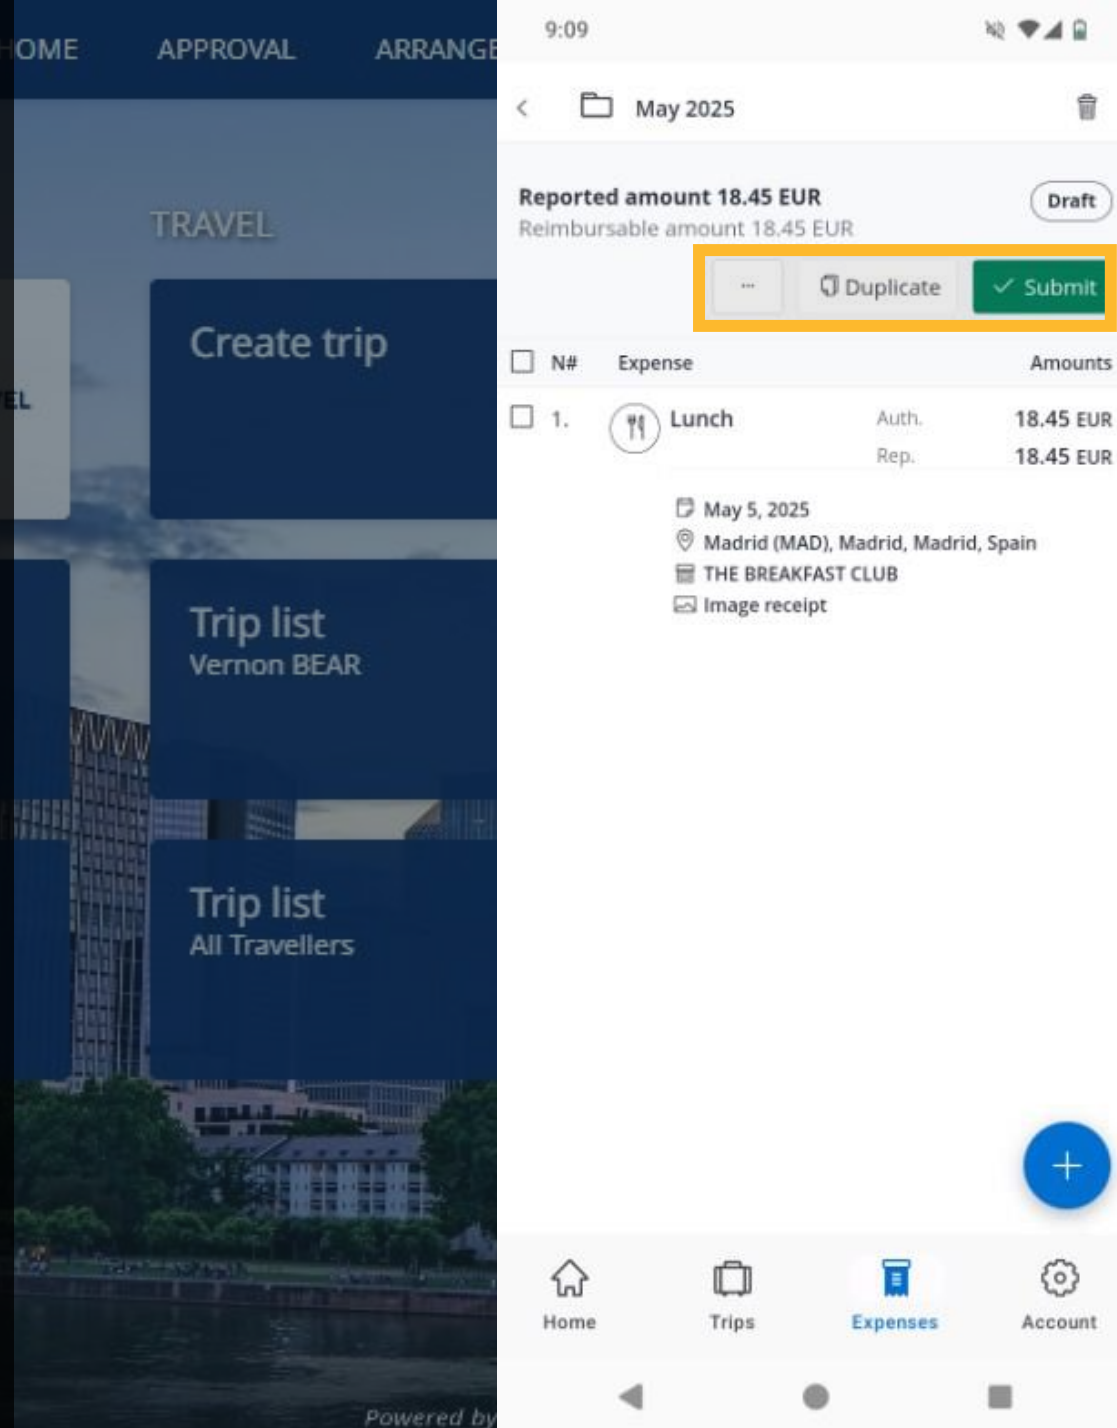 HOME
APPROVAL
TRAVEL
Create trip
Trip list
Vernon BEAR
Trip list
All Travellers
Powered by
9:09
May 2025
Reported amount 18.45 EUR
Draft
Reimbursable amount 18.45 EUR
... Duplicate Submit
N# Expense Amounts
1. Lunch Auth. 18.45 EUR
Rep. 18.45 EUR
May 5, 2025
Madrid (MAD), Madrid, Madrid, Spain
THE BREAKFAST CLUB
Image receipt
Home Trips Expenses Account